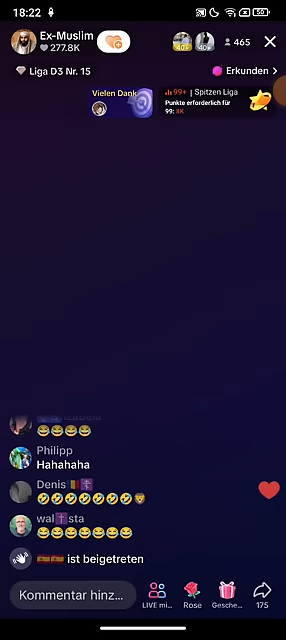 18:22
50
Ex-Muslim
277.8K
40+
40+
465
Liga D3 Nr. 15
Erkunden
Vielen Dank
99+ | Spitzen Liga
Punkte erforderlich für
99: 8K
😂😂😂😂
Philipp
Hahahaha
Denis🇷🇴✝️
🤣🤣🤣🤣🤣🤣🤣🦁
wal✝️sta
😂😂😂😂😂😂😂
ist beigetreten
Kommentar hinz...
LIVE mi...
Rose
Gesche...
175